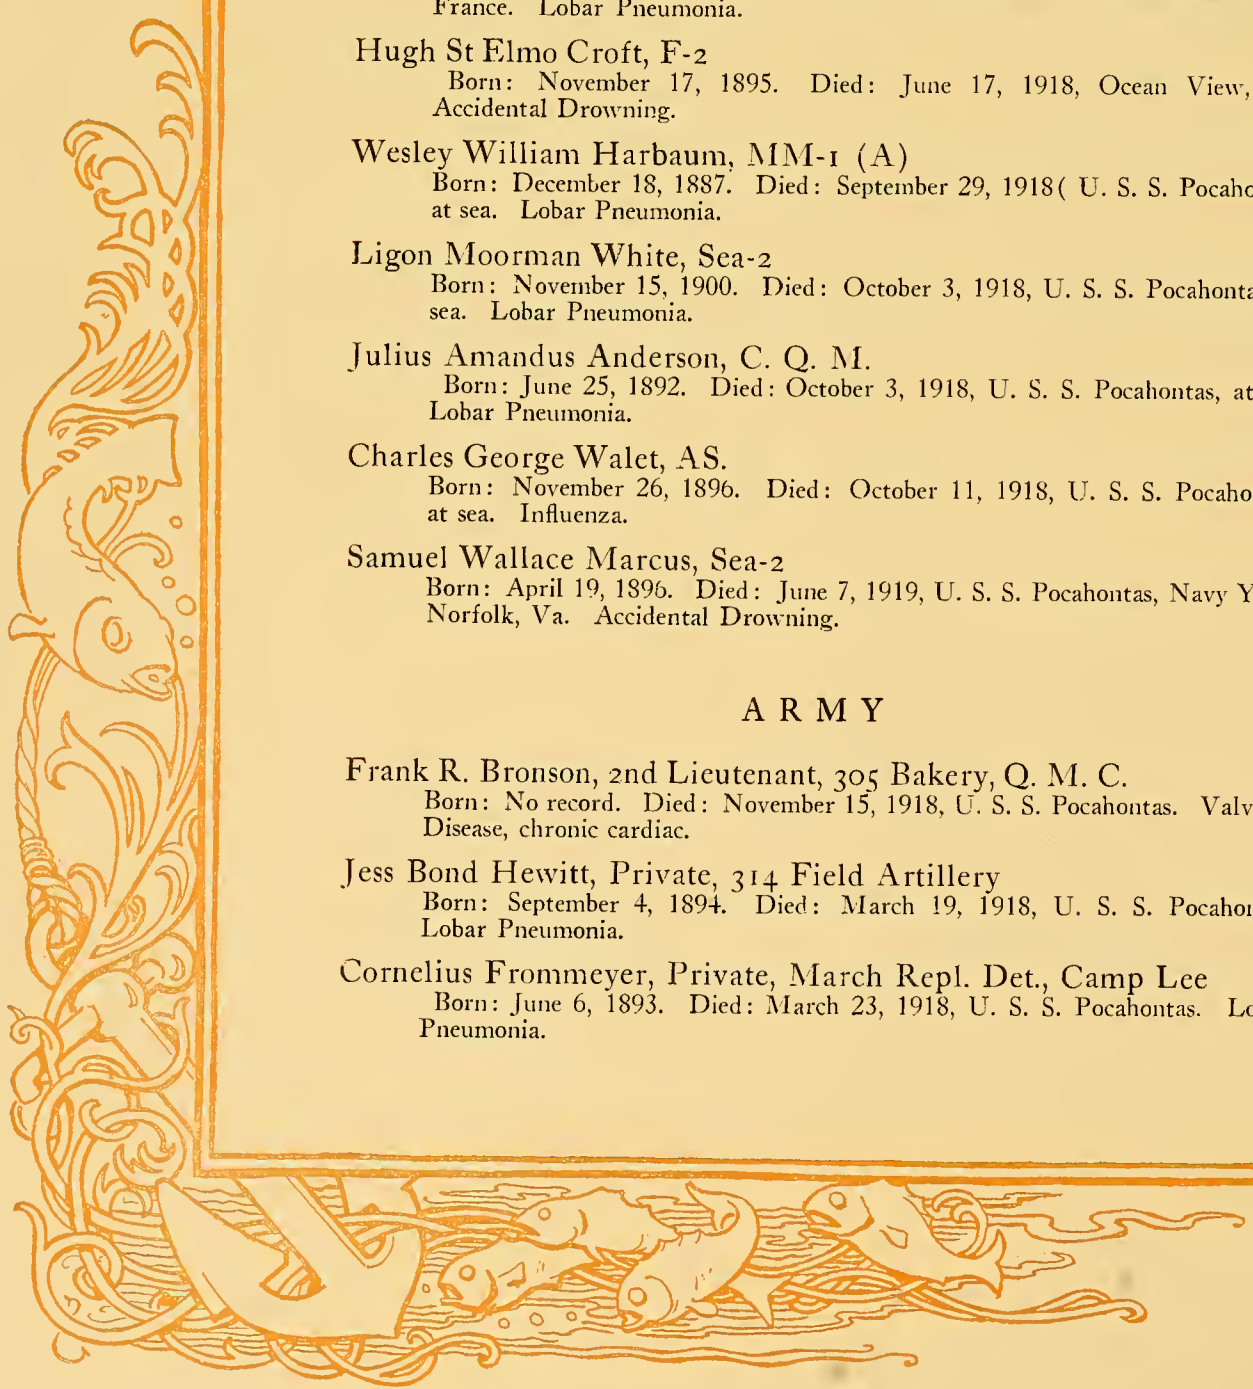 France. Lobar Pneumonia.
Hugh St Elmo Croft, F-2
Born: November 17, 1895. Died: June 17, 1918, Ocean View,
Accidental Drowning.
Wesley William Harbaum, MM-1 (A)
Born: December 18, 1887. Died: September 29, 1918( U. S. S. Pocaho
at sea. Lobar Pneumonia.
Ligon Moorman White, Sea-2
Born: November 15, 1900. Died: October 3, 1918, U. S. S. Pocahonta
sea. Lobar Pneumonia.
Julius Amandus Anderson, C. Q. M.
Born: June 25, 1892. Died: October 3, 1918, U. S. S. Pocahontas, at
Lobar Pneumonia.
Charles George Walet, AS.
Born: November 26, 1896. Died: October 11, 1918, U. S. S. Pocaho
at sea. Influenza.
Samuel Wallace Marcus, Sea-2
Born: April 19, 1896. Died: June 7, 1919, U. S. S. Pocahontas, Navy Y
Norfolk, Va. Accidental Drowning.
ARMY
Frank R. Bronson, 2nd Lieutenant, 305 Bakery, Q. M. C.
Born: No record. Died: November 15, 1918, U. S. S. Pocahontas. Valv
Disease, chronic cardiac.
Jess Bond Hewitt, Private, 314 Field Artillery
Born: September 4, 1894. Died: March 19, 1918, U. S. S. Pocahon
Lobar Pneumonia.
Cornelius Frommeyer, Private, March Repl. Det., Camp Lee
Born: June 6, 1893. Died: March 23, 1918, U. S. S. Pocahontas. Lo
Pneumonia.